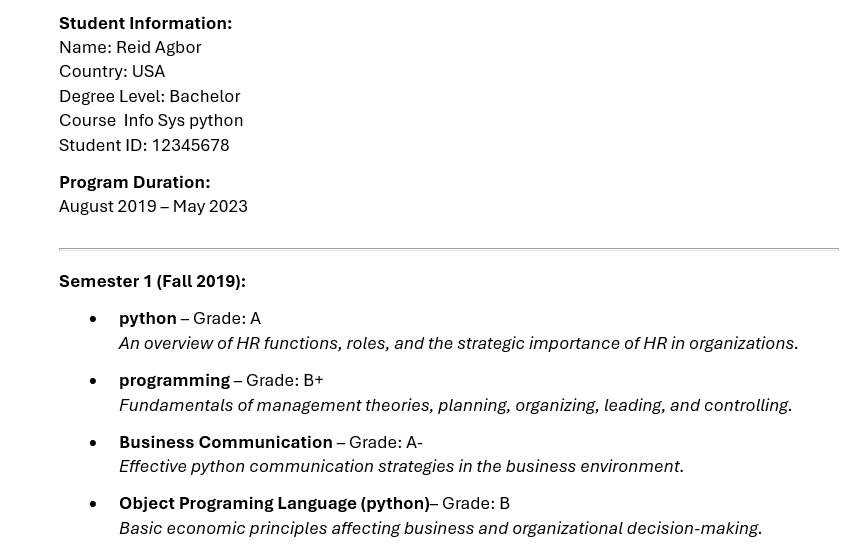 Student Information:
Name: Reid Agbor
Country: USA
Degree Level: Bachelor
Course  Info Sys python
Student ID: 12345678
Program Duration:
August 2019 – May 2023
Semester 1 (Fall 2019):
• python – Grade: A
An overview of HR functions, roles, and the strategic importance of HR in organizations.
• programming – Grade: B+
Fundamentals of management theories, planning, organizing, leading, and controlling.
• Business Communication – Grade: A-
Effective python communication strategies in the business environment.
• Object Programing Language (python)– Grade: B
Basic economic principles affecting business and organizational decision-making.